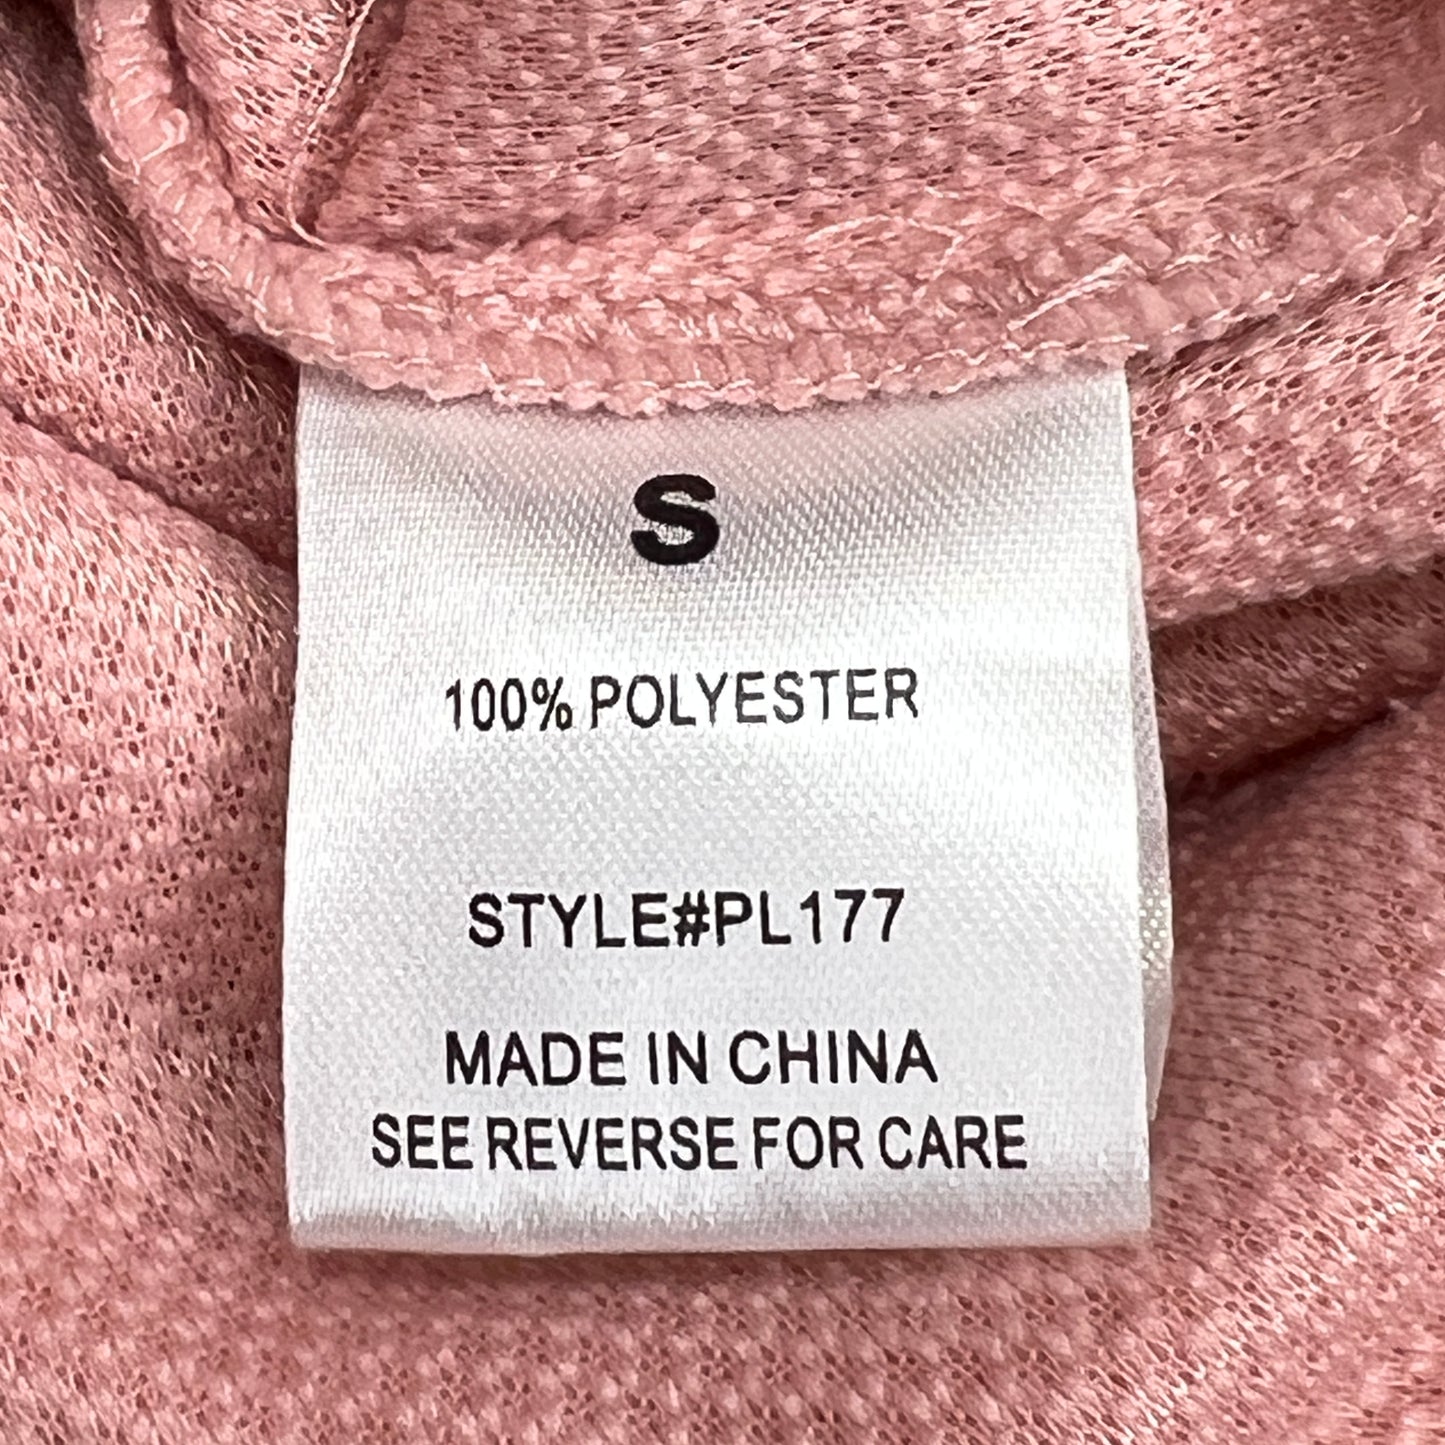 S
100% POLYESTER
STYLE#PL177
MADE IN CHINA
SEE REVERSE FOR CARE